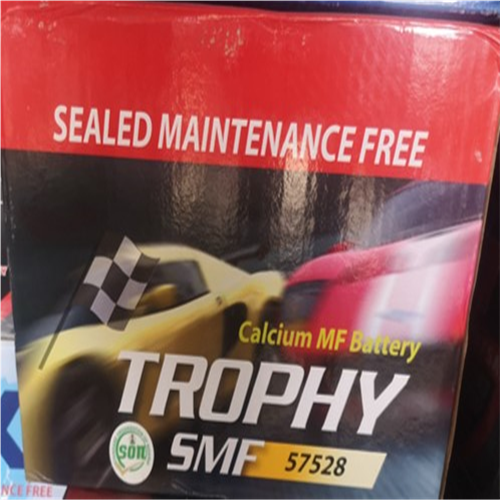 SEALED MAINTENANCE FREE
Calcium MF Battery
TROPHY
SON
SMF 57528
NCE FREE